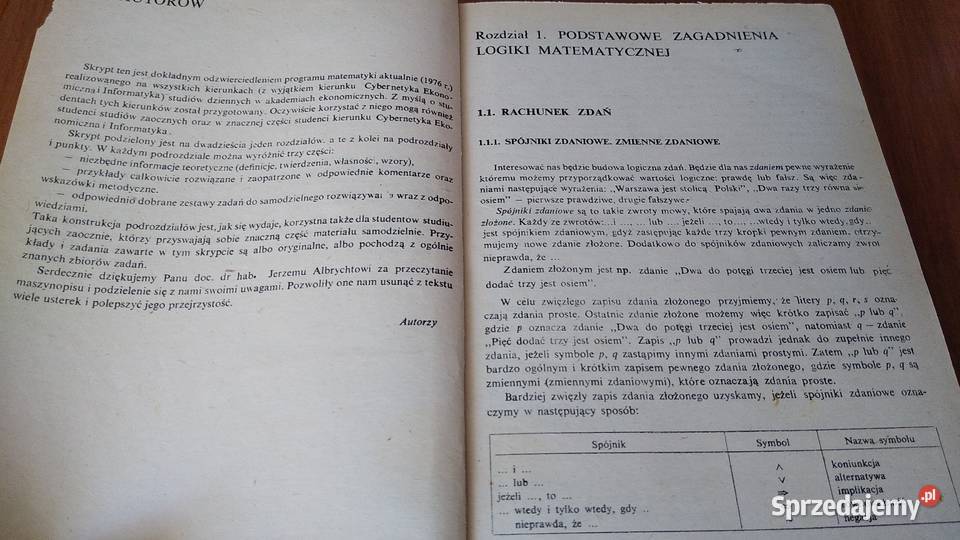 AUTORÓW
Skrypt ten jest dokładnym odzwierciedleniem programu matematyki aktualnie (1976 r.)
realizowanego na wszystkich kierunkach (z wyjątkiem kierunku Cybernetyka Ekono-
miczna i Informatyka) studiów dziennych w akademiach ekonomicznych. Z myślą o stu-
dentach tych kierunków został przygotowany. Oczywiście korzystać z niego mogą również
studenci studiów zaocznych oraz w znacznej części studenci kierunku Cybernetyka Eko-
nomiczna i Informatyka.
Skrypt podzielony jest na dwadzieścia jeden rozdziałów, a te z kolei na podrozdziały
i punkty. W każdym podrozdziale można wyróżnić trzy części:
— niezbędne informacje teoretyczne (definicje, twierdzenia, własności, wzory),
— przykłady całkowicie rozwiązane i zaopatrzone w odpowiednie komentarze oraz
wskazówki metodyczne.
— odpowiednio dobrane zestawy zadań do samodzielnego rozwiązywania wraz z odpo-
wiedziami.
Taka konstrukcja podrozdziałów jest, jak się wydaje, korzystna także dla studentów studiu-
jących zaocznie, którzy przyswajają sobie znaczną część materiału samodzielnie. Przy-
kłady i zadania zawarte w tym skrypcie są albo oryginalne, albo pochodzą z ogólnie
znanych zbiorów zadań.
Serdecznie dziękujemy Panu doc. dr hab. Jerzemu Albrychtowi za przeczytanie
maszynopisu i podzielenie się z nami swoimi uwagami. Pozwoliły one nam usunąć z tekstu
wiele usterek i polepszyć jego przejrzystość.
Autorzy
Rozdział 1. PODSTAWOWE ZAGADNIENIA
LOGIKI MATEMATYCZNEJ
1.1. RACHUNEK ZDAŃ
1.1.1. SPÓJNIKI ZDANIOWE. ZMIENNE ZDANIOWE
Interesować nas będzie budowa logiczna zdań. Będzie dla nas zdaniem pewne wyrażenie
któremu możemy przyporządkować wartości logiczne: prawdę lub fałsz. Są więc zda-
niami następujące wyrażenia: „Warszawa jest stolicą Polski", „Dwa razy trzy równa się
osiem" — pierwsze prawdziwe, drugie fałszywe.
Spójniki zdaniowe są to takie zwroty mowy, które spajają dwa zdania w jedno zdanie
złożone. Każdy ze zwrotów: ...i ..., ... lub ..., jeżeli ..., to ..., ...wtedy i tylko wtedy, gdy...
jest spójnikiem zdaniowym, gdyż zastępując każde trzy kropki pewnym zdaniem, otrzy-
mujemy nowe zdanie złożone. Dodatkowo do spójników zdaniowych zaliczamy zwrot
nieprawda, że ...
Zdaniem złożonym jest np. zdanie „Dwa do potęgi trzeciej jest osiem lub pięć
dodać trzy jest osiem".
W celu zwięzłego zapisu zdania złożonego przyjmiemy, że litery p, q, r, s ozna-
czają zdania proste. Ostatnie zdanie złożone możemy więc krótko zapisać „p lub q",
gdzie p oznacza zdanie „Dwa do potęgi trzeciej jest osiem", natomiast q — zdanie
„Pięć dodać trzy jest osiem". Zapis „p lub q" prowadzi jednak do zupełnie innego
zdania, jeżeli symbole p, q zastąpimy innymi zdaniami prostymi. Zatem „p lub q" jest
bardzo ogólnym i krótkim zapisem pewnego zdania złożonego, gdzie symbole p, q są
zmiennymi (zmiennymi zdaniowymi), które oznaczają zdania proste.
Bardziej zwięzły zapis zdania złożonego uzyskamy, jeżeli spójniki zdaniowe ozna-
czymy w następujący sposób:
Spójnik Symbol Nazwa symbolu
... i ... ∧ koniunkcja
... lub ... ∨ alternatywa
jeżeli ..., to ... ⇒ implikacja
... wtedy i tylko wtedy, gdy ..
nieprawda, że ... negacja
Sprzedajemy.pl